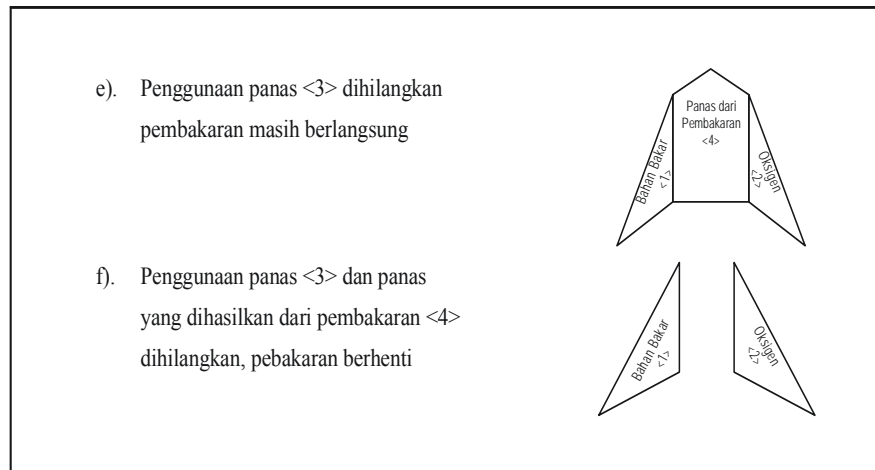 e). Penggunaan panas <3> dihilangkan
pembakaran masih berlangsung
Panas dari
Pembakaran
<4>
Bahan Bakar
<1>
Oksigen
<2>
f). Penggunaan panas <3> dan panas
yang dihasilkan dari pembakaran <4>
dihilangkan, pebakaran berhenti
Bahan Bakar
<1>
Oksigen
<2>